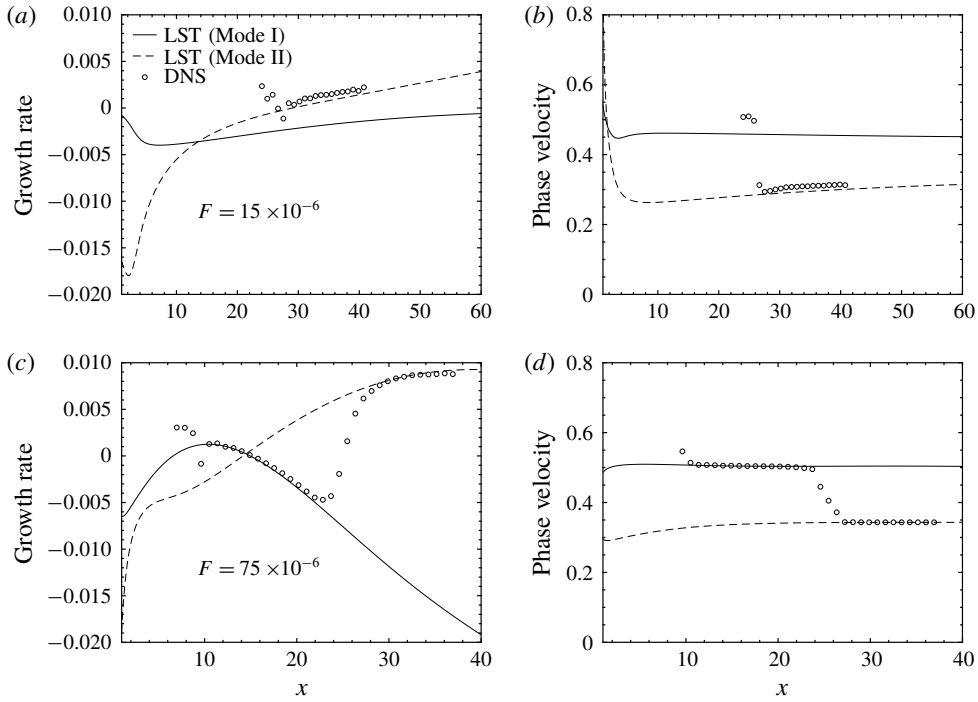 (a)
0.010
0.005
0
−0.005
−0.010
−0.015
−0.020
Growth rate
LST (Mode I)
LST (Mode II)
DNS
F = 15 ×10−6
10
20
30
40
50
60
(b)
0.8
0.6
0.4
0.2
0
Phase velocity
10
20
30
40
50
60
(c)
0.010
0.005
0
−0.005
−0.010
−0.015
−0.020
Growth rate
F = 75 ×10−6
10
20
30
40
x
(d)
0.8
0.6
0.4
0.2
0
Phase velocity
10
20
30
40
x